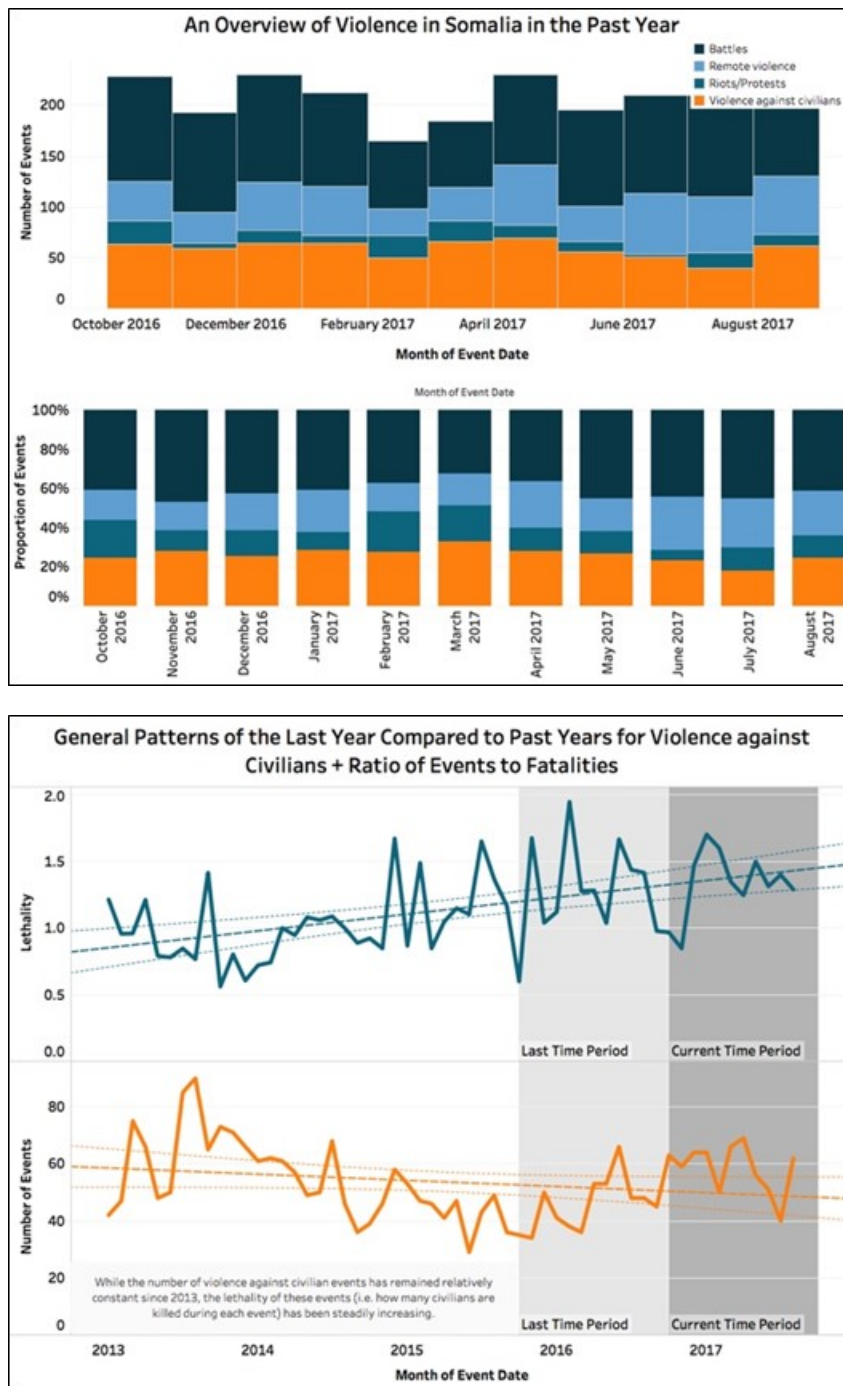 An Overview of Violence in Somalia in the Past Year
Battles
Remote violence
Riots/Protests
Violence against civilians
Number of Events
200
150
100
50
0
October 2016
December 2016
February 2017
April 2017
June 2017
August 2017
Month of Event Date
Month of Event Date
Proportion of Events
100%
80%
60%
40%
20%
0%
October
2016
November
2016
December
2016
January
2017
February
2017
March
2017
April 2017
May 2017
June 2017
July 2017
August
2017
General Patterns of the Last Year Compared to Past Years for Violence against
Civilians + Ratio of Events to Fatalities
Lethality
2.0
1.5
1.0
0.5
0.0
Last Time Period
Current Time Period
Number of Events
80
60
40
20
0
While the number of violence against civilian events has remained relatively
constant since 2013, the lethality of these events (i.e. how many civilians are
killed during each event) has been steadily increasing.
Last Time Period
Current Time Period
2013
2014
2015
2016
2017
Month of Event Date